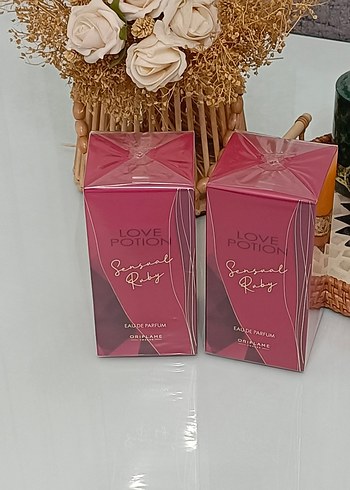 LOVE
POTION
Sensual
Ruby
EAU DE PARFUM
ORIFLAME
LOVE
POTION
Sensual
Ruby
EAU DE PARFUM
ORIFLAME